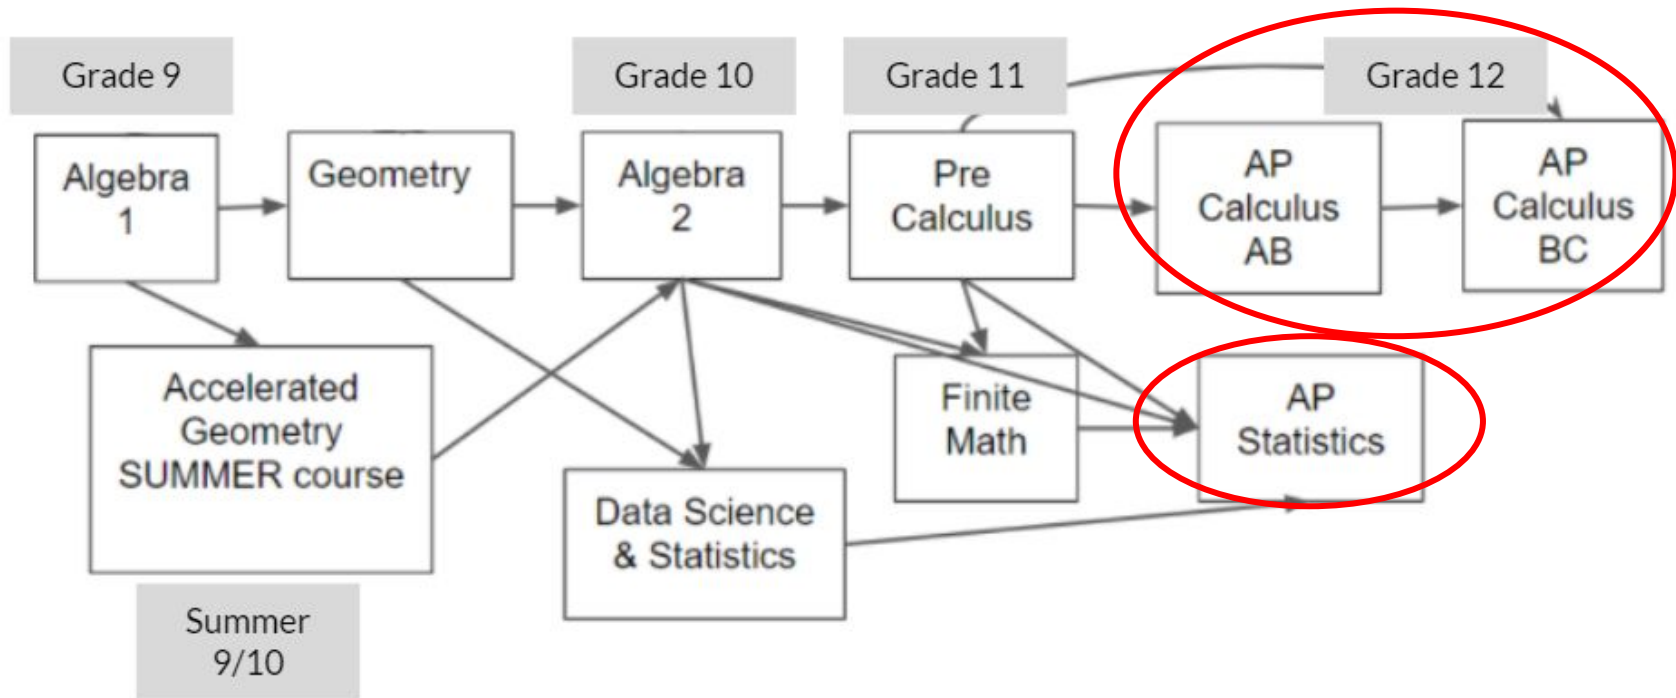 Grade 9
Grade 10
Grade 11
Grade 12
Algebra
1
Geometry
Algebra
2
Pre
Calculus
AP
Calculus
AB
AP
Calculus
BC
Accelerated
Geometry
SUMMER course
Finite
Math
AP
Statistics
Data Science
& Statistics
Summer
9/10